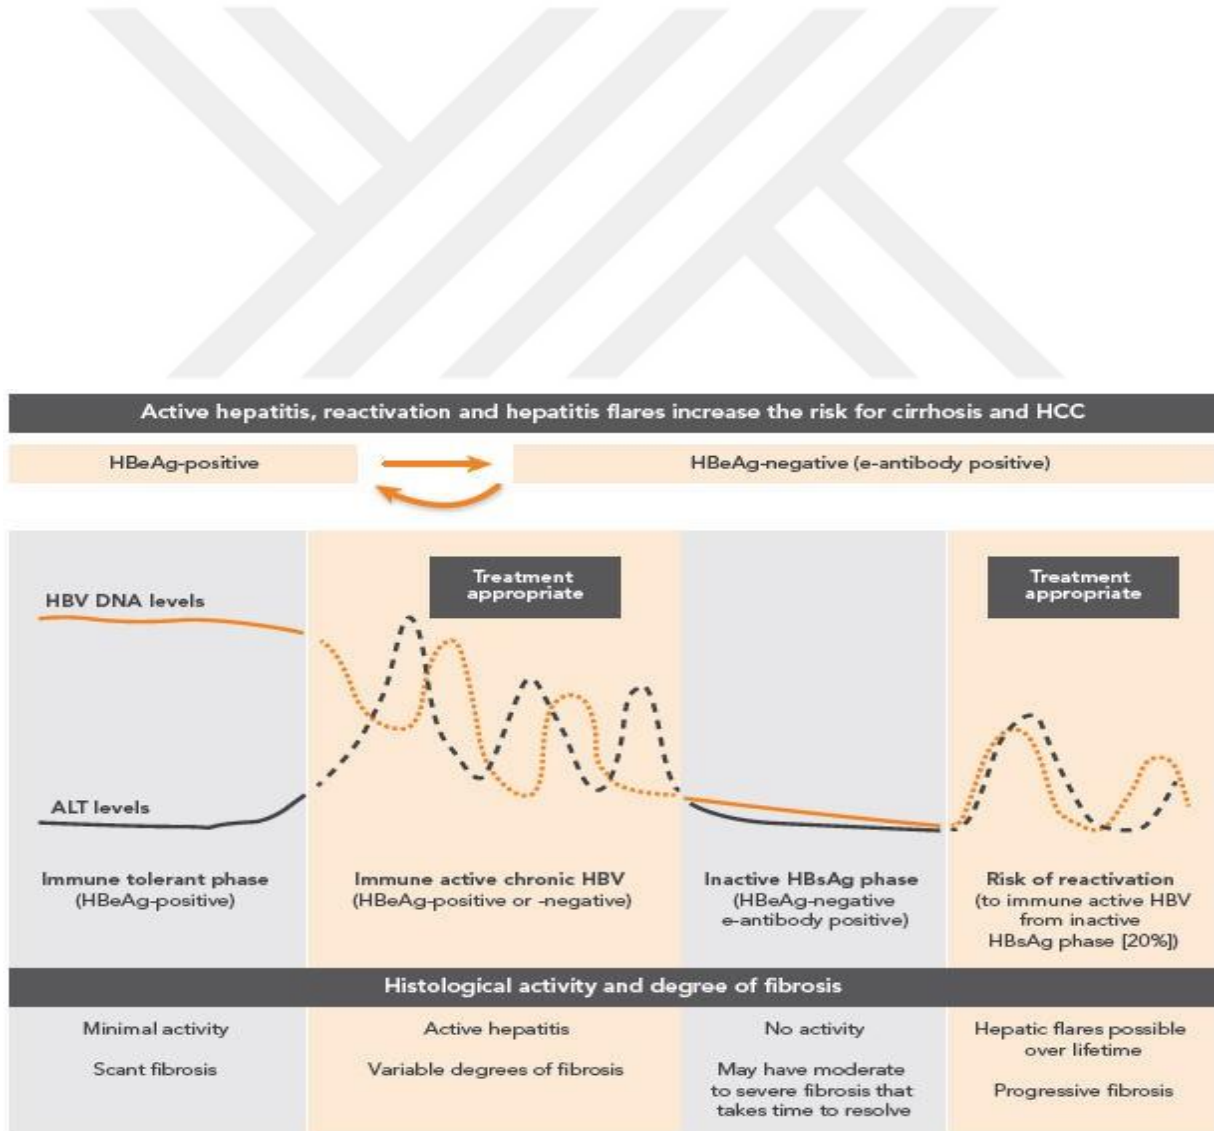 Active hepatitis, reactivation and hepatitis flares increase the risk for cirrhosis and HCC
HBeAg-positive
HBeAg-negative (e-antibody positive)
Treatment
appropriate
Treatment
appropriate
HBV DNA levels
ALT levels
Immune tolerant phase
(HBeAg-positive)
Immune active chronic HBV
(HBeAg-positive or -negative)
Inactive HBsAg phase
(HBeAg-negative
e-antibody positive)
Risk of reactivation
(to immune active HBV
from inactive
HBsAg phase [20%])
Histological activity and degree of fibrosis
Minimal activity
Scant fibrosis
Active hepatitis
Variable degrees of fibrosis
No activity
May have moderate
to severe fibrosis that
takes time to resolve
Hepatic flares possible
over lifetime
Progressive fibrosis